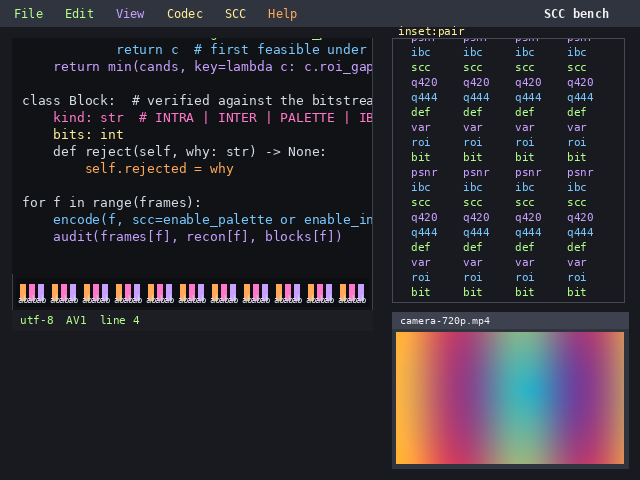 File Edit View Codec SCC Help SCC bench
return c  # first feasible under
return min(cands, key=lambda c: c.roi_gap
class Block:  # verified against the bitstrea
kind: str  # INTRA | INTER | PALETTE | IB
bits: int
def reject(self, why: str) -> None:
self.rejected = why
for f in range(frames):
encode(f, scc=enable_palette or enable_in
audit(frames[f], recon[f], blocks[f])
utf-8 AV1 line 4
inset:pair
psnr psnr psnr psnr
ibc ibc ibc ibc
scc scc scc scc
q420 q420 q420 q420
q444 q444 q444 q444
def def def def
var var var var
roi roi roi roi
bit bit bit bit
psnr psnr psnr psnr
ibc ibc ibc ibc
scc scc scc scc
q420 q420 q420 q420
q444 q444 q444 q444
def def def def
var var var var
roi roi roi roi
bit bit bit bit
camera-720p.mp4